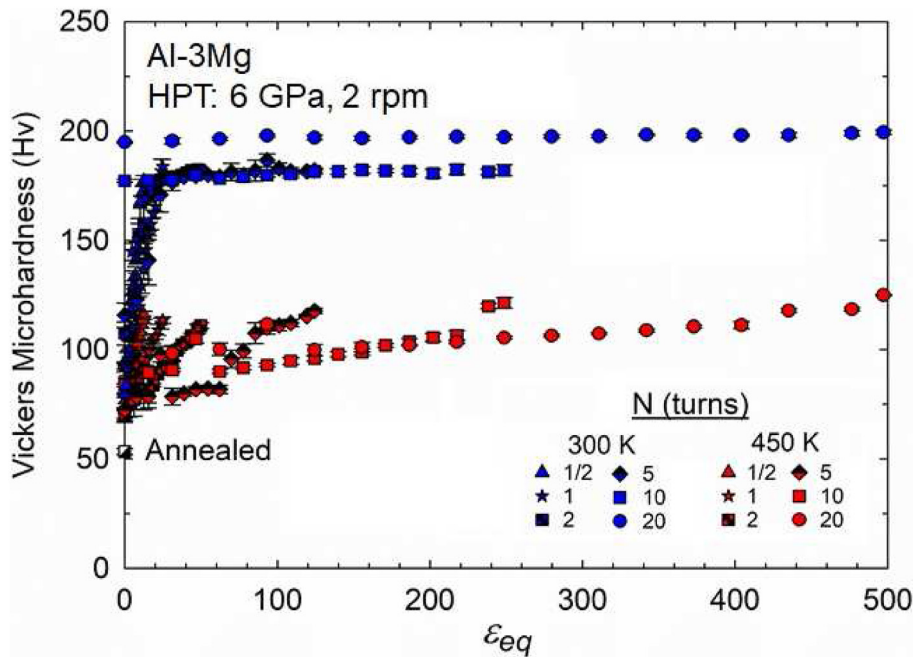 250
200
150
100
50
0
Vickers Microhardness (Hv)
Al-3Mg
HPT: 6 GPa, 2 rpm
Annealed
N (turns)
300 K 450 K
1/2 5 1/2 5
1 10 1 10
2 20 2 20
0 100 200 300 400 500
εeq